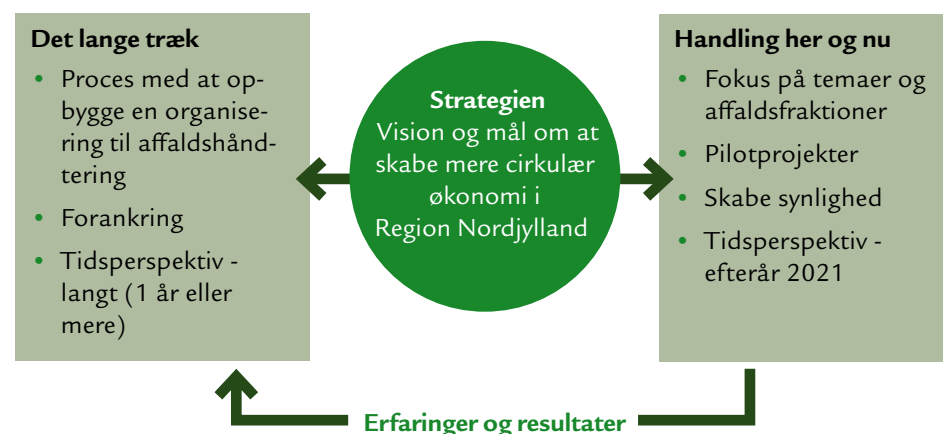 Det lange træk
• Proces med at op-
bygge en organise-
ring til affaldshånd-
tering
• Forankring
• Tidsperspektiv -
langt (1 år eller
mere)
Strategien
Vision og mål om at
skabe mere cirkulær
økonomi i
Region Nordjylland
Handling her og nu
• Fokus på temaer og
affaldsfraktioner
• Pilotprojekter
• Skabe synlighed
• Tidsperspektiv -
efterår 2021
Erfaringer og resultater